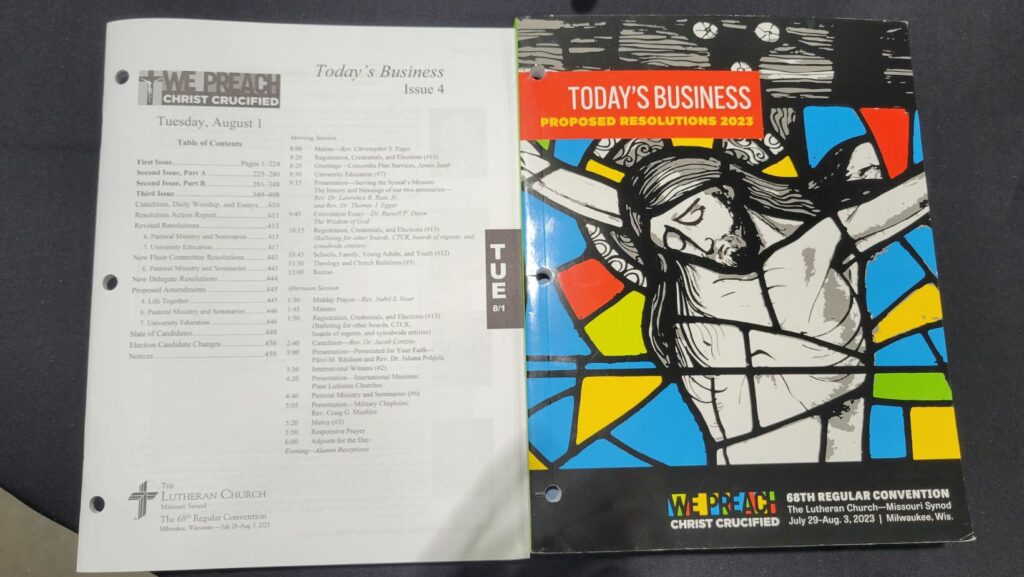 WE PREACH
CHRIST CRUCIFIED
Today's Business
Issue 4
Tuesday, August 1
Table of Contents
First Issue Pages 1–224
Second Issue, Part A 225–280
Second Issue, Part B 281–348
Third Issue 349–408
Catechism, Daily Worship, and Essays 410
Resolution Action Report 413
Revised Resolutions 413
6. Pastoral Ministry and Seminaries 413
7. University Education 417
New Floor Committee Resolutions 443
6. Pastoral Ministry and Seminaries 443
New Delegate Resolutions 444
Proposed Amendments 445
4. Life Together 445
6. Pastoral Ministry and Seminaries 446
7. University Education 446
Slate of Candidates 448
Election Candidate Changes 456
Notices 459
Morning Session
8:00 Matins—Rev. Christopher S. Esget
8:20 Registration, Credentials, and Elections (#13)
8:25 Greetings—Concordia Plan Services, James Sanft
8:30 University Education (#7)
9:15 Presentation—Serving the Synod's Mission:
The history and blessings of our two seminaries—
Rev. Dr. Lawrence R. Rast, Jr.
and Rev. Dr. Thomas J. Egger
9:45 Convention Essay—Dr. Russell P. Dawn
The Wisdom of God
10:15 Registration, Credentials, and Elections (#13)
(Balloting for other boards, CTCR, boards of regents, and
synodwide entities)
10:45 Schools, Family, Young Adults, and Youth (#12)
11:30 Theology and Church Relations (#5)
12:00 Recess
Afternoon Session
1:30 Midday Prayer—Rev. Nabil S. Nour
1:45 Minutes
1:50 Registration, Credentials, and Elections (#13)
(Balloting for other boards, CTCR,
boards of regents, and synodwide entities)
2:40 Catechism—Rev. Dr. Jacob Corzine
3:00 Presentation—Persecuted for Your Faith—
Päivi M. Räsänen and Rev. Dr. Juhana Pohjola
3:30 International Witness (#2)
4:20 Presentation—International Missions:
Plant Lutheran Churches
4:40 Pastoral Ministry and Seminaries (#6)
5:05 Presentation—Military Chaplains,
Rev. Craig G. Muehler
5:20 Mercy (#3)
5:50 Responsive Prayer
6:00 Adjourn for the Day
Evening—Alumni Receptions
TUE
8/1
THE
LUTHERAN CHURCH
Missouri Synod
The 68th Regular Convention
Milwaukee, Wisconsin — July 29–Aug. 3, 2023
TODAY'S BUSINESS
PROPOSED RESOLUTIONS 2023
WE PREACH
CHRIST CRUCIFIED
68TH REGULAR CONVENTION
The Lutheran Church—Missouri Synod
July 29–Aug. 3, 2023 | Milwaukee, Wis.